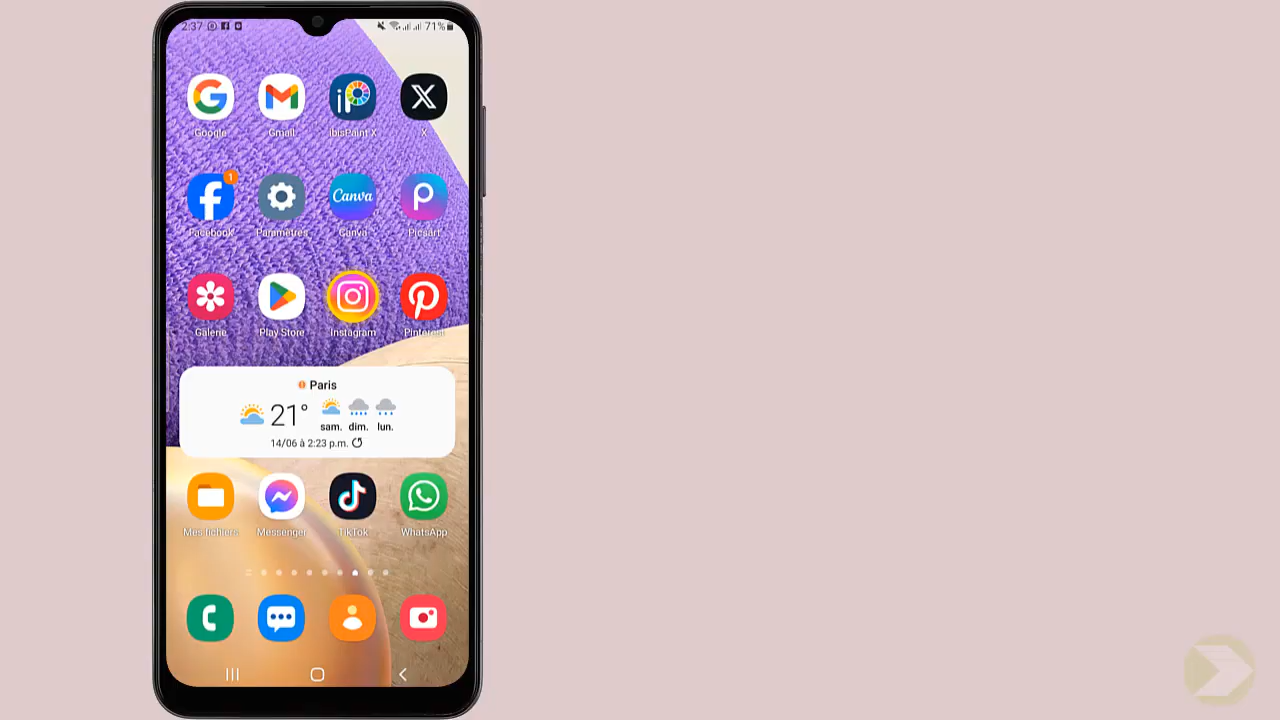 2:37
71%
Google
Gmail
ibisPaint X
X
1
Facebook
Paramètres
Canva
Canva
Picsart
Galerie
Play Store
Instagram
Pinterest
Paris
21°
sam.
dim.
lun.
14/06 à 2:23 p.m.
Mes fichiers
Messenger
TikTok
WhatsApp